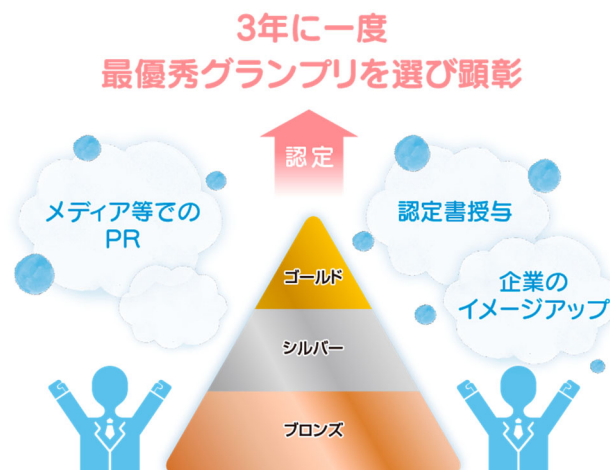 3年に一度
最優秀グランプリを選び顕彰
認定
メディア等での
PR
認定書授与
企業の
イメージアップ
ゴールド
シルバー
ブロンズ